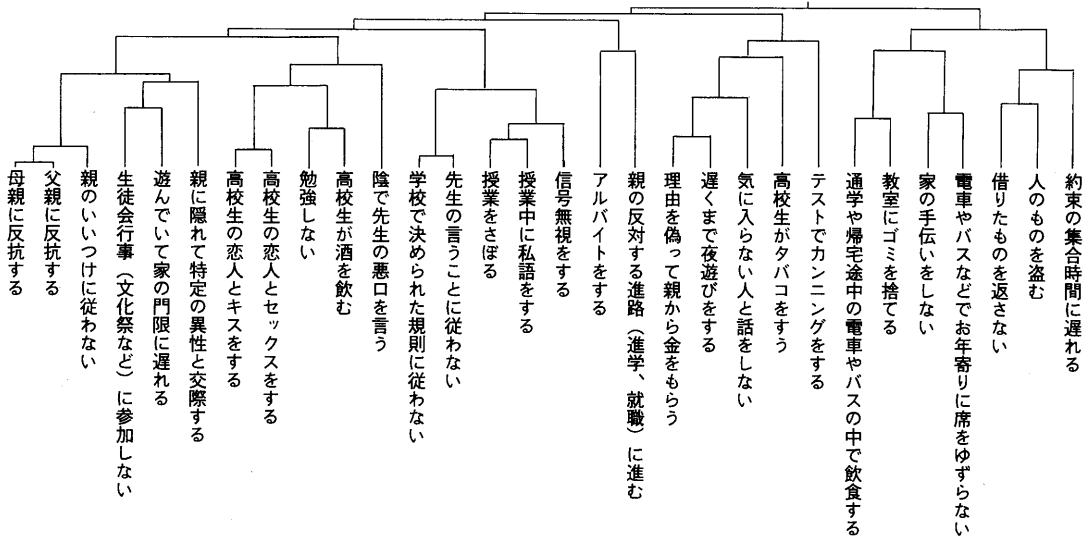 母親に反抗する
父親に反抗する
親のいいつけに従わない
生徒会行事（文化祭など）に参加しない
遊んでいて家の門限に遅れる
親に隠れて特定の異性と交際する
高校生の恋人とキスをする
高校生の恋人とセックスをする
勉強しない
高校生が酒を飲む
陰で先生の悪口を言う
学校で決められた規則に従わない
先生の言うことに従わない
授業をさぼる
授業中に私語をする
信号無視をする
アルバイトをする
親の反対する進路（進学、就職）に進む
理由を偽って親から金をもらう
遅くまで夜遊びをする
気に入らない人と話をしない
高校生がタバコをすう
テストでカンニングをする
通学や帰宅途中の電車やバスの中で飲食する
教室にゴミを捨てる
家の手伝いをしない
電車やバスなどでお年寄りに席をゆずらない
借りたものを返さない
人のものを盗む
約束の集合時間に遅れる